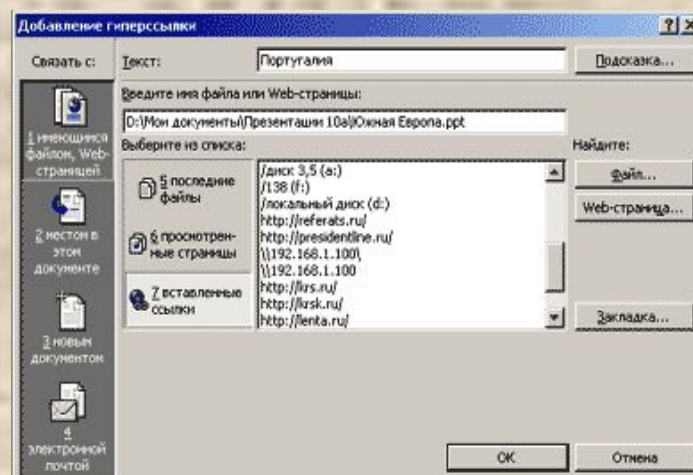 Добавление гиперссылки
Связать с:
Текст:
Португалия
Подсказка...
Введите имя файла или Web-страницы:
D:\Мои документы\Презентации 10а\Южная Европа.ppt
1 имеющимся
файлом, Web-
страницей
2 местом в
этом
документе
3 новым
документом
4
электронной
почтой
Выберите из списка:
5 последние
файлы
6 просмотрен-
ные страницы
7 вставленные
ссылки
/диск 3,5 (a:)
/138 (f:)
/локальный диск (d:)
http://referats.ru/
http://presidentline.ru/
\\192.168.1.100\
\\192.168.1.100
http://krs.ru/
http://krsk.ru/
http://lenta.ru/
Найдите:
Файл...
Web-страница...
Закладка...
OK
Отмена